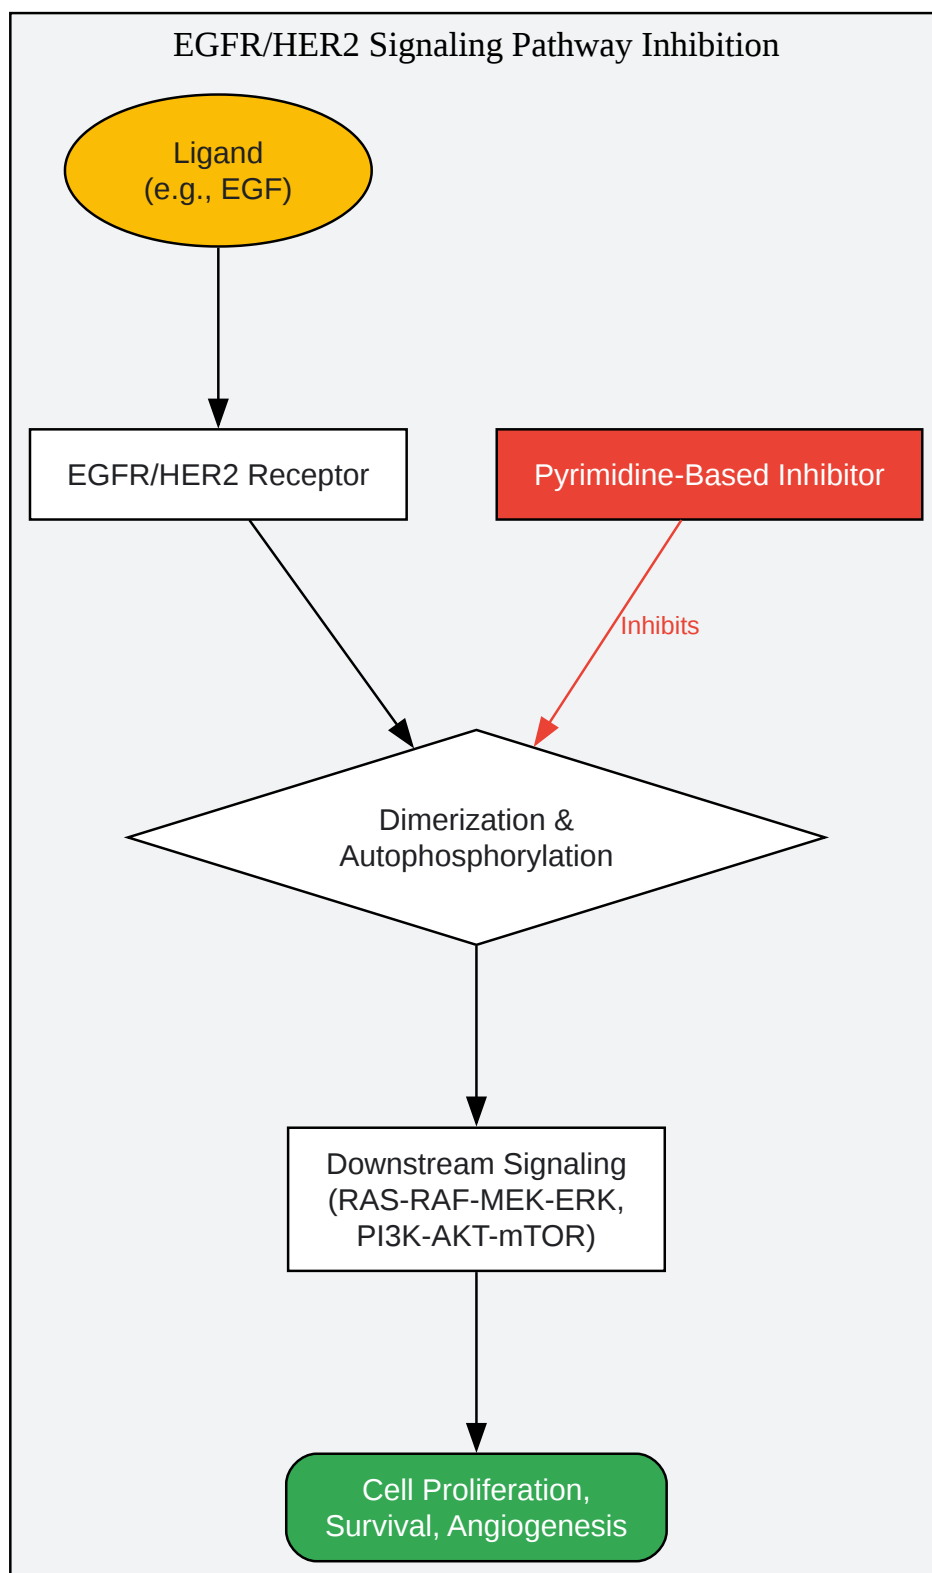 EGFR/HER2 Signaling Pathway Inhibition
Ligand
(e.g., EGF)
EGFR/HER2 Receptor
Pyrimidine-Based Inhibitor
Inhibits
Dimerization &
Autophosphorylation
Downstream Signaling
(RAS-RAF-MEK-ERK,
PI3K-AKT-mTOR)
Cell Proliferation,
Survival, Angiogenesis